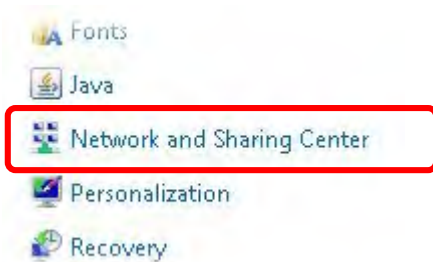 Fonts
Java
Network and Sharing Center
Personalization
Recovery